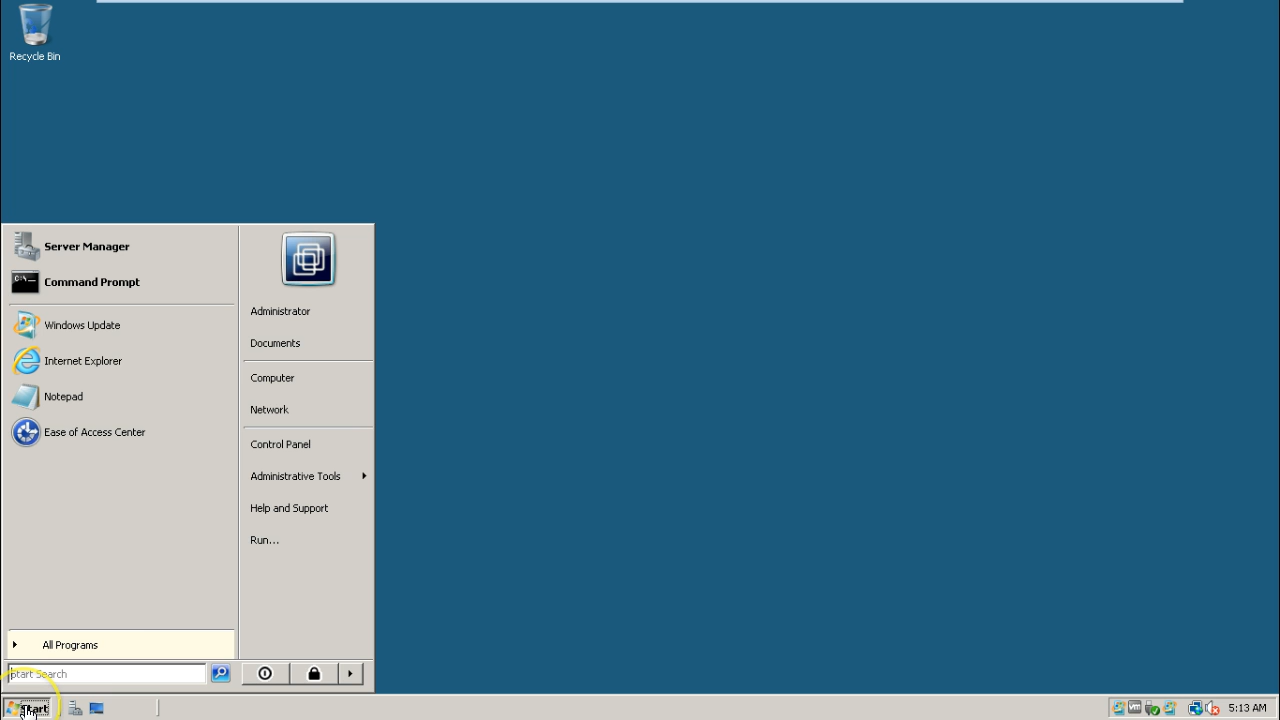 Recycle Bin
Server Manager
Command Prompt
Windows Update
Internet Explorer
Notepad
Ease of Access Center
All Programs
Start Search
Administrator
Documents
Computer
Network
Control Panel
Administrative Tools
Help and Support
Run...
Start
5:13 AM